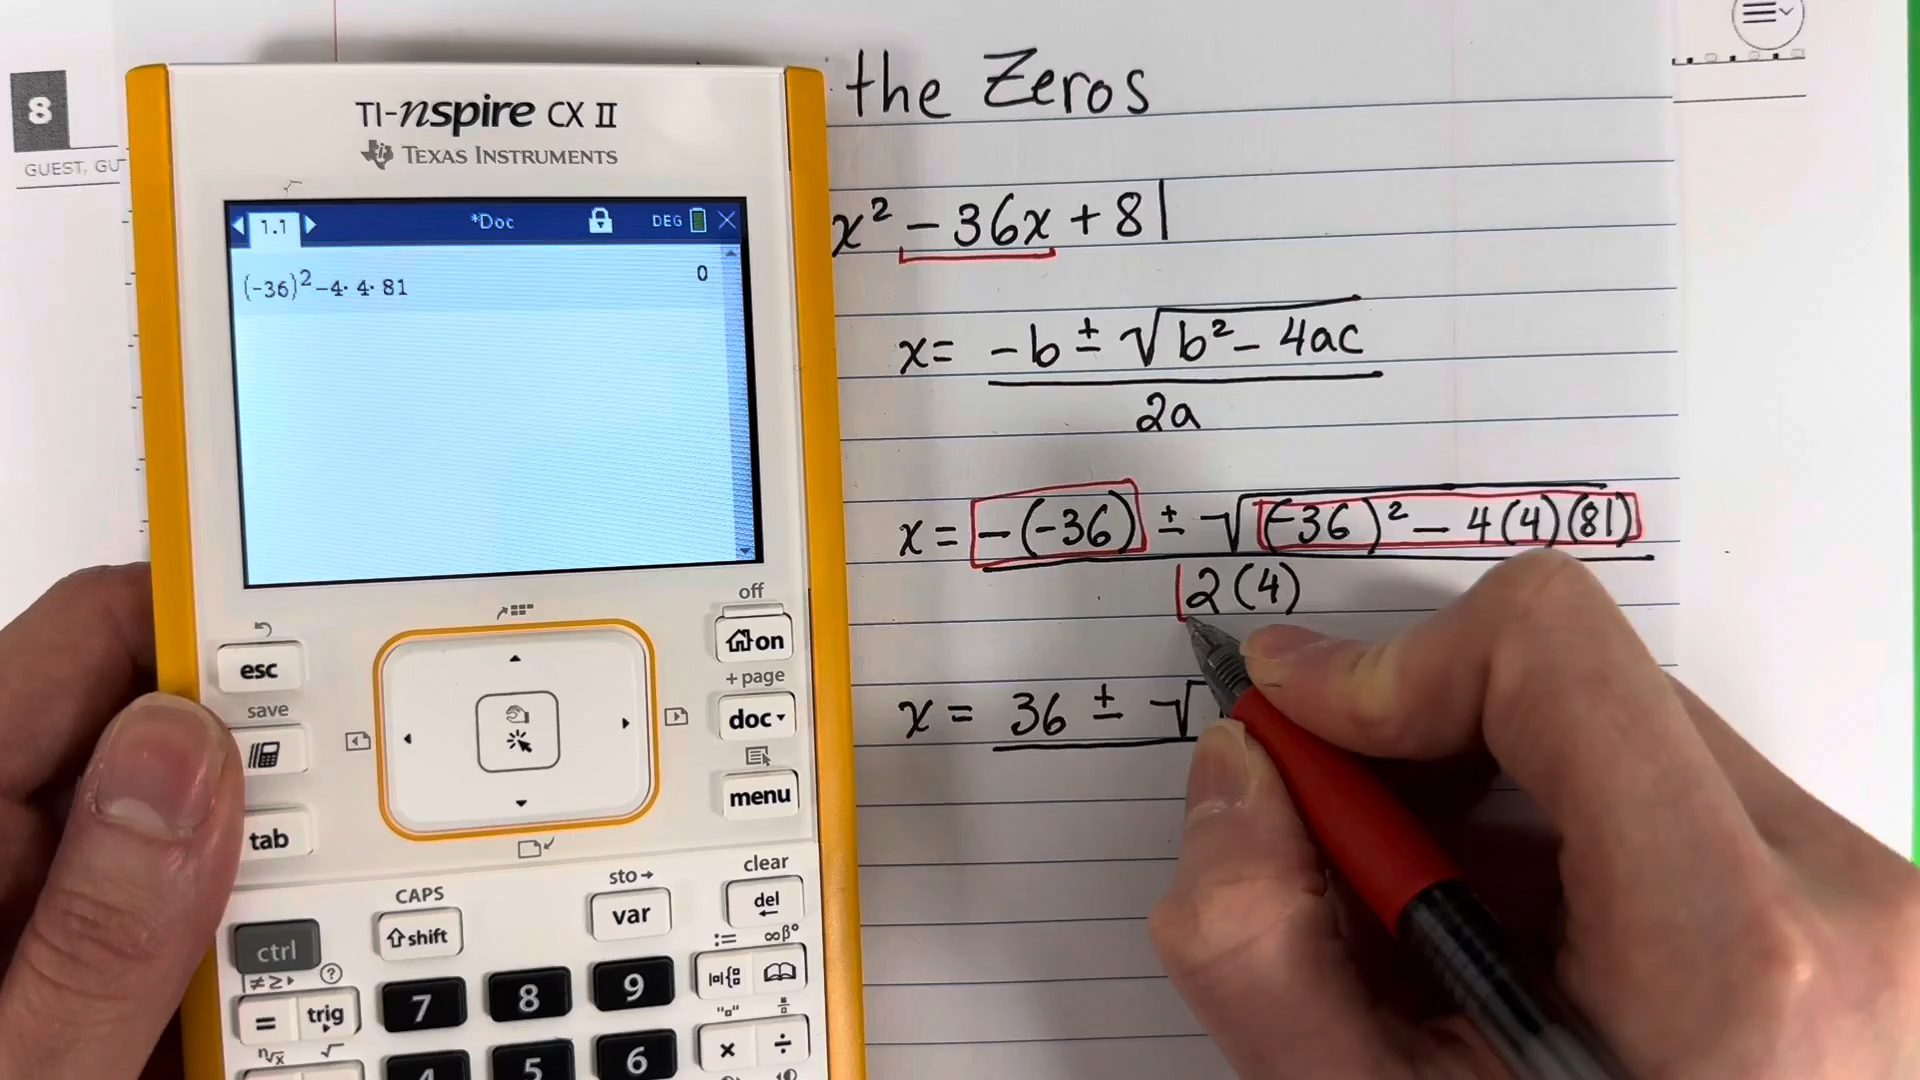 8
GUEST, GU
TI-nspire CX II
TEXAS INSTRUMENTS
1.1 *Doc DEG
(-36)²-4·4·81 0
off
esc
on
+ page
save
doc
tab
menu
clear
CAPS
sto→
del
ctrl
shift
var
:= ∞β°
≠≥▸ ?
7 8 9
|□|{
= trig
"□"
ⁿ√x √
4 5 6
× ÷
the Zeros
x² - 36x + 81
x = -b ± √b² - 4ac
2a
x = -(-36) ± √(-36)² - 4(4)(81)
2(4)
x = 36 ± √